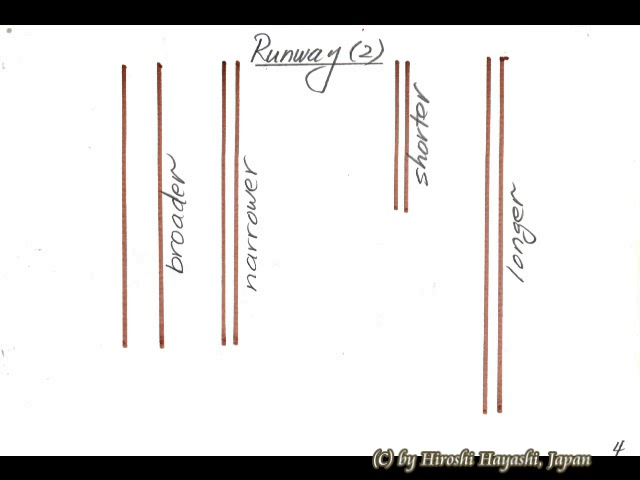 Runway (2)
broader
narrower
shorter
longer
4
(C) by Hiroshi Hayashi, Japan